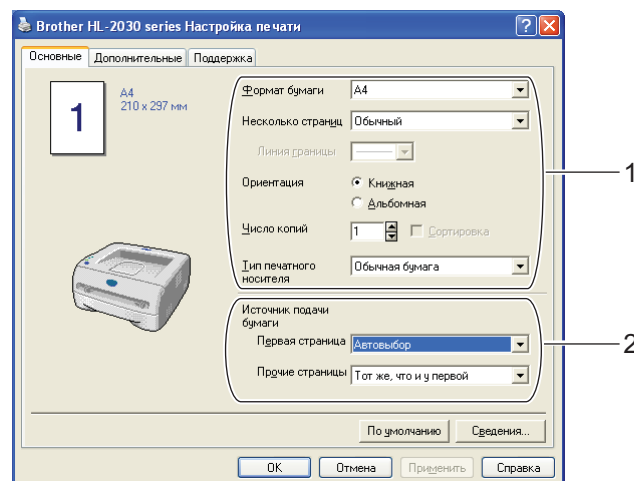 Brother HL-2030 series Настройка печати
Основные Дополнительные Поддержка
A4
210 x 297 мм
1
Формат бумаги A4
Несколько страниц Обычный
Линия границы
Ориентация Книжная
Альбомная
Число копий 1 Сортировка
Тип печатного носителя Обычная бумага
1
Источник подачи
бумаги
Первая страница Автовыбор
Прочие страницы Тот же, что и у первой
2
По умолчанию Сведения...
OK Отмена Применить Справка